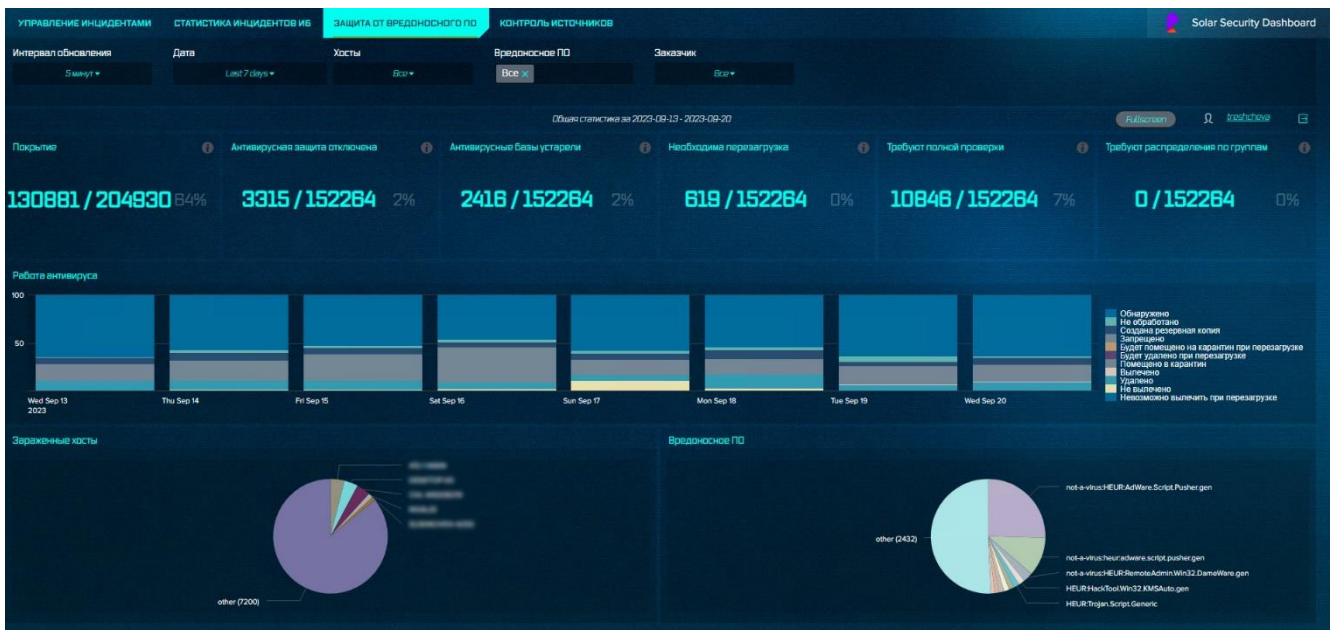 УПРАВЛЕНИЕ ИНЦИДЕНТАМИ
СТАТИСТИКА ИНЦИДЕНТОВ ИБ
ЗАЩИТА ОТ ВРЕДОНОСНОГО ПО
КОНТРОЛЬ ИСТОЧНИКОВ
Solar Security Dashboard
Интервал обновления
Дата
Хосты
Вредоносное ПО
Заказчик
5 минут
Last 7 days
Все
Все ×
Все
Общая статистика за 2023-09-13 - 2023-09-20
Fullscreen
treshcheva
Покрытие
Антивирусная защита отключена
Антивирусные базы устарели
Необходима перезагрузка
Требуют полной проверки
Требуют распределения по группам
130881 / 204930 64%
3315 / 152264 2%
2416 / 152264 2%
619 / 152264 0%
10846 / 152264 7%
0 / 152264 0%
Работа антивируса
100
50
Wed Sep 13
2023
Thu Sep 14
Fri Sep 15
Sat Sep 16
Sun Sep 17
Mon Sep 18
Tue Sep 19
Wed Sep 20
Обнаружено
Не обработано
Создана резервная копия
Запрещено
Будет помещено на карантин при перезагрузке
Будет удалено при перезагрузке
Помещено в карантин
Вылечено
Удалено
Не вылечено
Невозможно вылечить при перезагрузке
Зараженные хосты
other (7200)
Вредоносное ПО
not-a-virus:HEUR:AdWare.Script.Pusher.gen
other (2432)
not-a-virus:heur:adware.script.pusher.gen
not-a-virus:HEUR:RemoteAdmin.Win32.DameWare.gen
HEUR:HackTool.Win32.KMSAuto.gen
HEUR:Trojan.Script.Generic